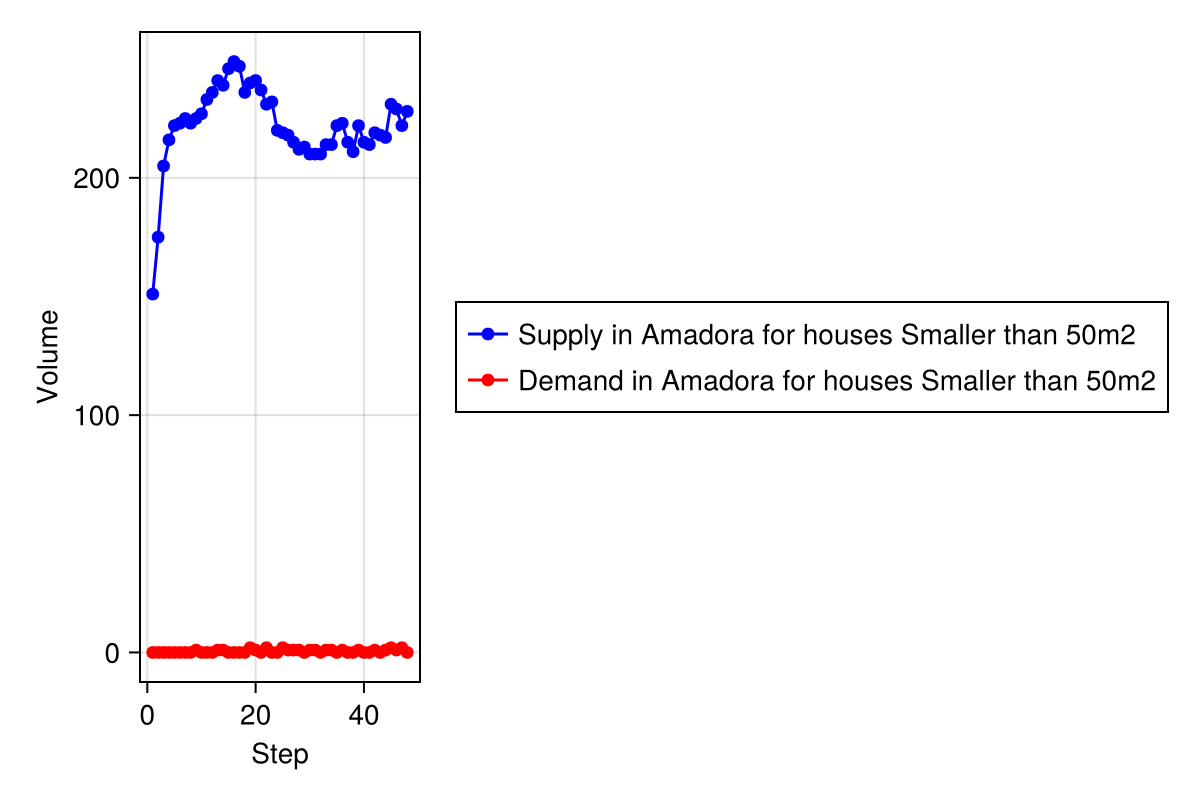 Volume
200
100
0
0 20 40
Step
Supply in Amadora for houses Smaller than 50m2
Demand in Amadora for houses Smaller than 50m2